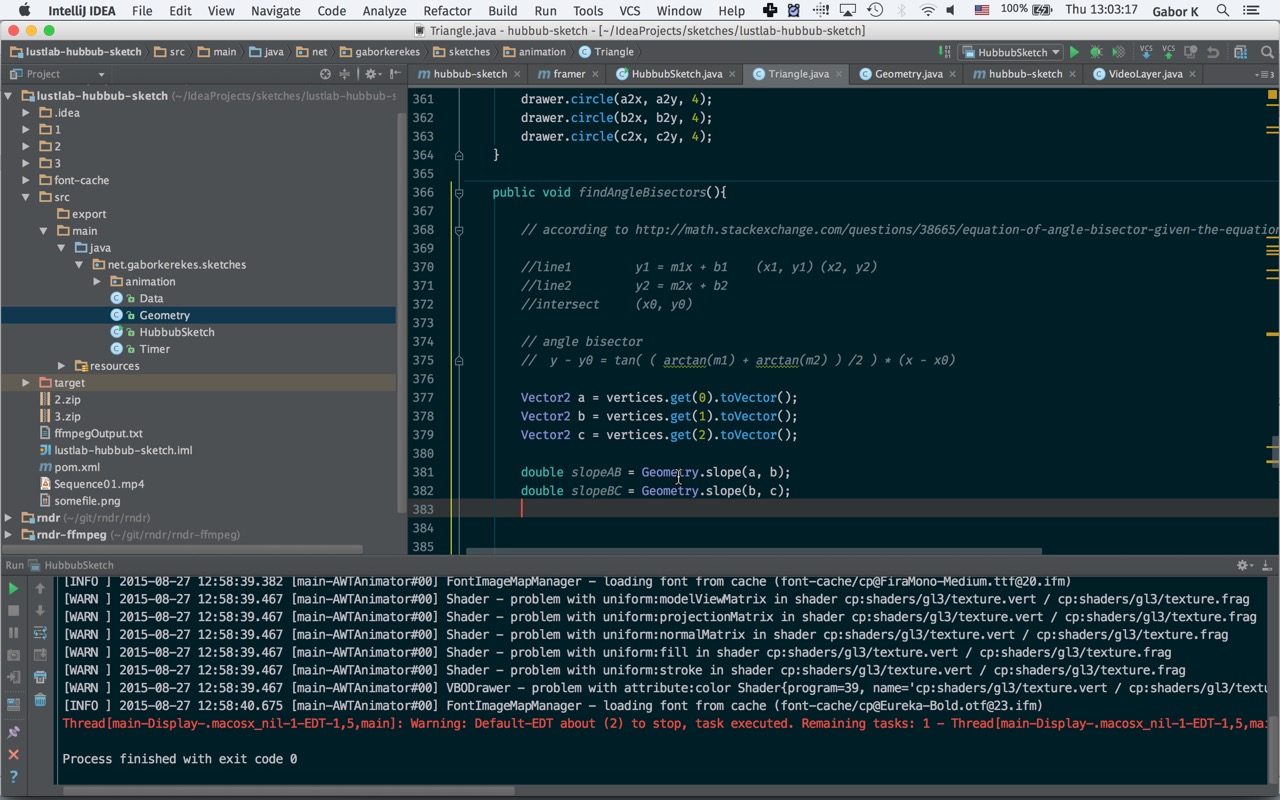 IntelliJ IDEA File Edit View Navigate Code Analyze Refactor Build Run Tools VCS Window Help 100% Thu 13:03:17 Gabor K
Triangle.java - hubbub-sketch - [~/IdeaProjects/sketches/lustlab-hubbub-sketch]
lustlab-hubbub-sketch src main java net gaborkerekes sketches animation Triangle HubbubSketch VCS VCS
Project hubbub-sketch framer HubbubSketch.java Triangle.java Geometry.java hubbub-sketch VideoLayer.java
lustlab-hubbub-sketch (~/IdeaProjects/sketches/lustlab-hubbub-s
.idea
1
2
3
font-cache
src
export
main
java
net.gaborkerekes.sketches
animation
Data
Geometry
HubbubSketch
Timer
resources
target
2.zip
3.zip
ffmpegOutput.txt
lustlab-hubbub-sketch.iml
pom.xml
Sequence01.mp4
somefile.png
rndr (~/git/rndr/rndr)
rndr-ffmpeg (~/git/rndr/rndr-ffmpeg)
361 drawer.circle(a2x, a2y, 4);
362 drawer.circle(b2x, b2y, 4);
363 drawer.circle(c2x, c2y, 4);
364 }
365
366 public void findAngleBisectors(){
367
368 // according to http://math.stackexchange.com/questions/38665/equation-of-angle-bisector-given-the-equation
369
370 //line1 y1 = m1x + b1 (x1, y1) (x2, y2)
371 //line2 y2 = m2x + b2
372 //intersect (x0, y0)
373
374 // angle bisector
375 // y - y0 = tan( ( arctan(m1) + arctan(m2) ) /2 ) * (x - x0)
376
377 Vector2 a = vertices.get(0).toVector();
378 Vector2 b = vertices.get(1).toVector();
379 Vector2 c = vertices.get(2).toVector();
380
381 double slopeAB = Geometry.slope(a, b);
382 double slopeBC = Geometry.slope(b, c);
383
384
385
Run HubbubSketch
[INFO ] 2015-08-27 12:58:39.382 [main-AWTAnimator#00] FontImageMapManager - loading font from cache (font-cache/cp@FiraMono-Medium.ttf@20.ifm)
[WARN ] 2015-08-27 12:58:39.467 [main-AWTAnimator#00] Shader - problem with uniform:modelViewMatrix in shader cp:shaders/gl3/texture.vert / cp:shaders/gl3/texture.frag
[WARN ] 2015-08-27 12:58:39.467 [main-AWTAnimator#00] Shader - problem with uniform:projectionMatrix in shader cp:shaders/gl3/texture.vert / cp:shaders/gl3/texture.frag
[WARN ] 2015-08-27 12:58:39.467 [main-AWTAnimator#00] Shader - problem with uniform:normalMatrix in shader cp:shaders/gl3/texture.vert / cp:shaders/gl3/texture.frag
[WARN ] 2015-08-27 12:58:39.467 [main-AWTAnimator#00] Shader - problem with uniform:fill in shader cp:shaders/gl3/texture.vert / cp:shaders/gl3/texture.frag
[WARN ] 2015-08-27 12:58:39.467 [main-AWTAnimator#00] Shader - problem with uniform:stroke in shader cp:shaders/gl3/texture.vert / cp:shaders/gl3/texture.frag
[WARN ] 2015-08-27 12:58:39.467 [main-AWTAnimator#00] VBODrawer - problem with attribute:color Shader{program=39, name='cp:shaders/gl3/texture.vert / cp:shaders/gl3/textu
[INFO ] 2015-08-27 12:58:40.675 [main-AWTAnimator#00] FontImageMapManager - loading font from cache (font-cache/cp@Eureka-Bold.otf@23.ifm)
Thread[main-Display-.macosx_nil-1-EDT-1,5,main]: Warning: Default-EDT about (2) to stop, task executed. Remaining tasks: 1 - Thread[main-Display-.macosx_nil-1-EDT-1,5,mai
Process finished with exit code 0